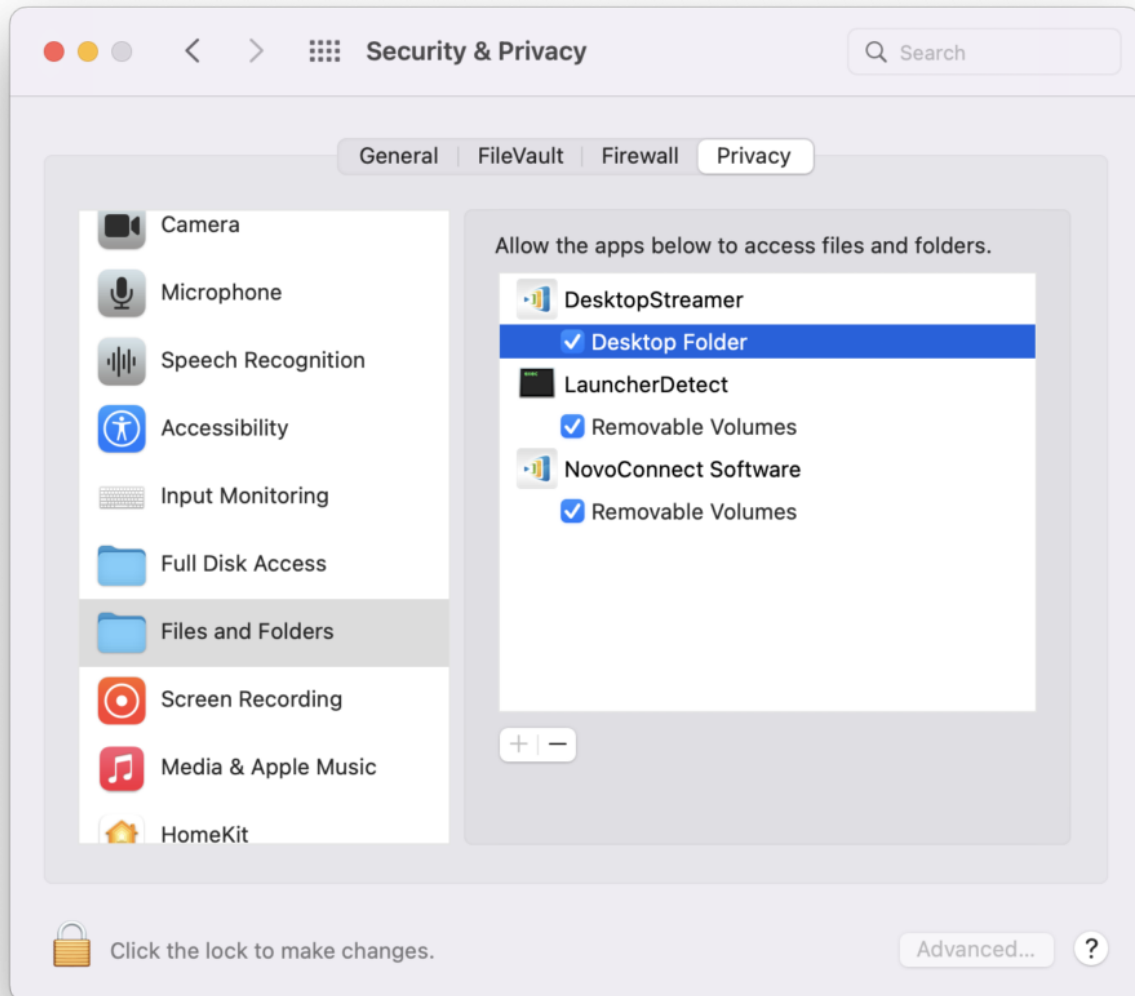 Security & Privacy
Search
General
FileVault
Firewall
Privacy
Camera
Microphone
Speech Recognition
Accessibility
Input Monitoring
Full Disk Access
Files and Folders
Screen Recording
Media & Apple Music
HomeKit
Allow the apps below to access files and folders.
DesktopStreamer
Desktop Folder
LauncherDetect
Removable Volumes
NovoConnect Software
Removable Volumes
Click the lock to make changes.
Advanced...
?